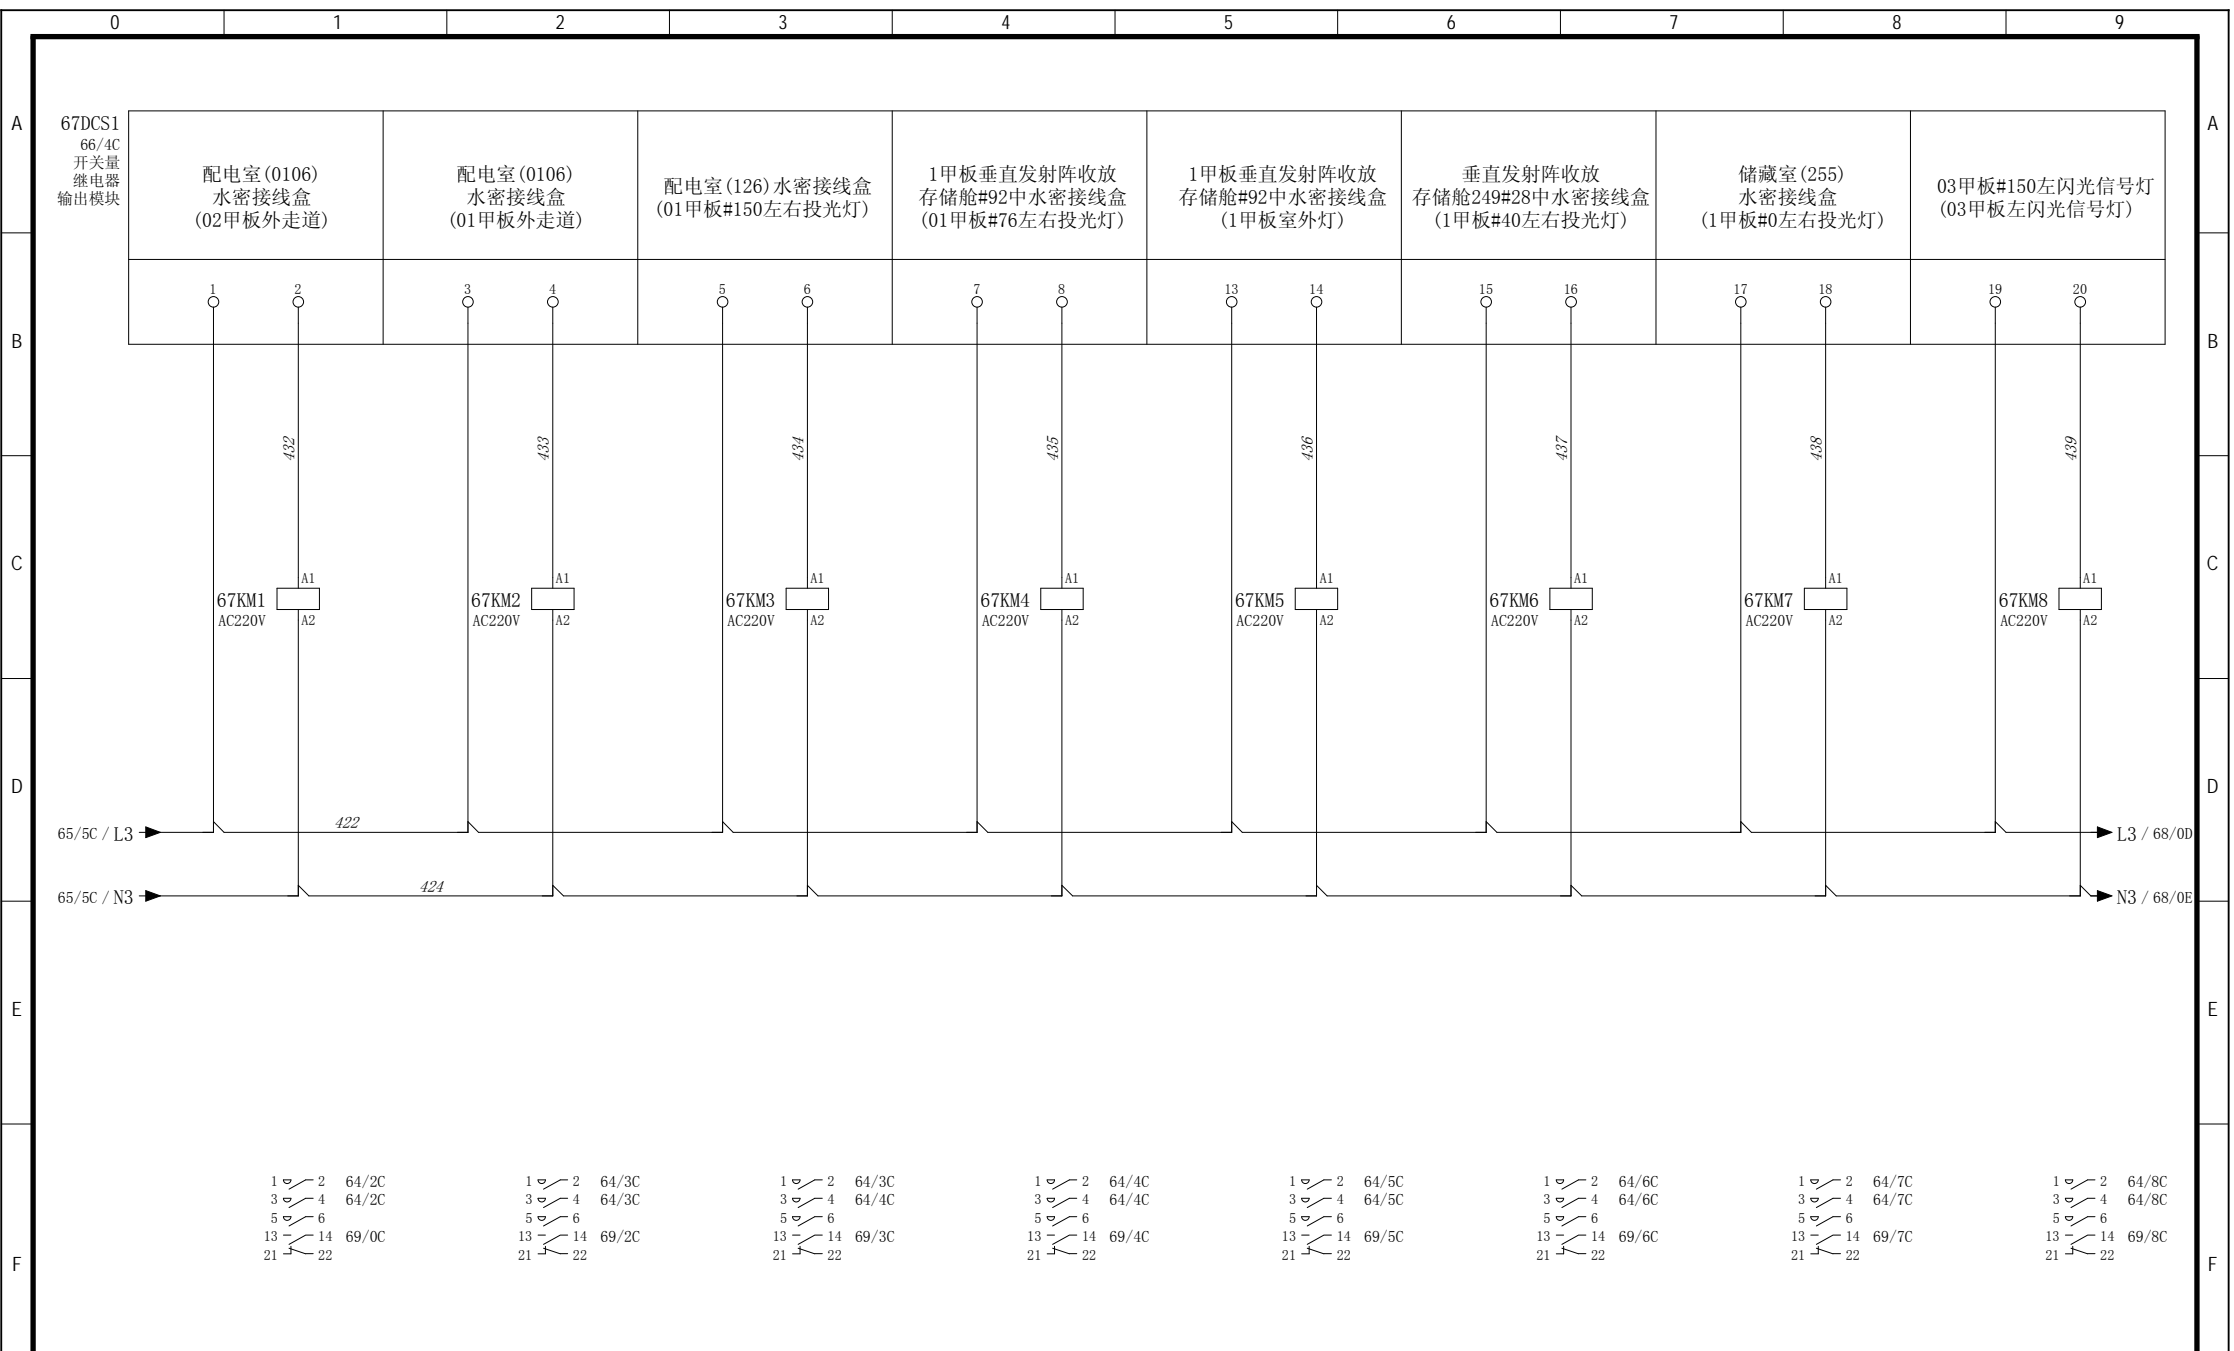 0 1 2 3 4 5 6 7 8 9
A
A
67DCS1
66/4C
开关量
继电器
输出模块
配电室(0106)
水密接线盒
(02甲板外走道)
配电室(0106)
水密接线盒
(01甲板外走道)
配电室(126)水密接线盒
(01甲板#150左右投光灯)
1甲板垂直发射阵收放
存储舱#92中水密接线盒
(01甲板#76左右投光灯)
1甲板垂直发射阵收放
存储舱#92中水密接线盒
(1甲板室外灯)
垂直发射阵收放
存储舱249#28中水密接线盒
(1甲板#40左右投光灯)
储藏室(255)
水密接线盒
(1甲板#0左右投光灯)
03甲板#150左闪光信号灯
(03甲板左闪光信号灯)
1 2 3 4 5 6 7 8 13 14 15 16 17 18 19 20
B
B
432 433 434 435 436 437 438 439
C
C
A1 A1 A1 A1 A1 A1 A1 A1
67KM1 67KM2 67KM3 67KM4 67KM5 67KM6 67KM7 67KM8
AC220V A2 AC220V A2 AC220V A2 AC220V A2 AC220V A2 AC220V A2 AC220V A2 AC220V A2
D
D
422
65/5C / L3
L3 / 68/0D
424
65/5C / N3
N3 / 68/0E
E
E
1 2 64/2C
3 4 64/2C
5 6
13 14 69/0C
21 22
1 2 64/3C
3 4 64/3C
5 6
13 14 69/2C
21 22
1 2 64/3C
3 4 64/4C
5 6
13 14 69/3C
21 22
1 2 64/4C
3 4 64/4C
5 6
13 14 69/4C
21 22
1 2 64/5C
3 4 64/5C
5 6
13 14 69/5C
21 22
1 2 64/6C
3 4 64/6C
5 6
13 14 69/6C
21 22
1 2 64/7C
3 4 64/7C
5 6
13 14 69/7C
21 22
1 2 64/8C
3 4 64/8C
5 6
13 14 69/8C
21 22
F
F